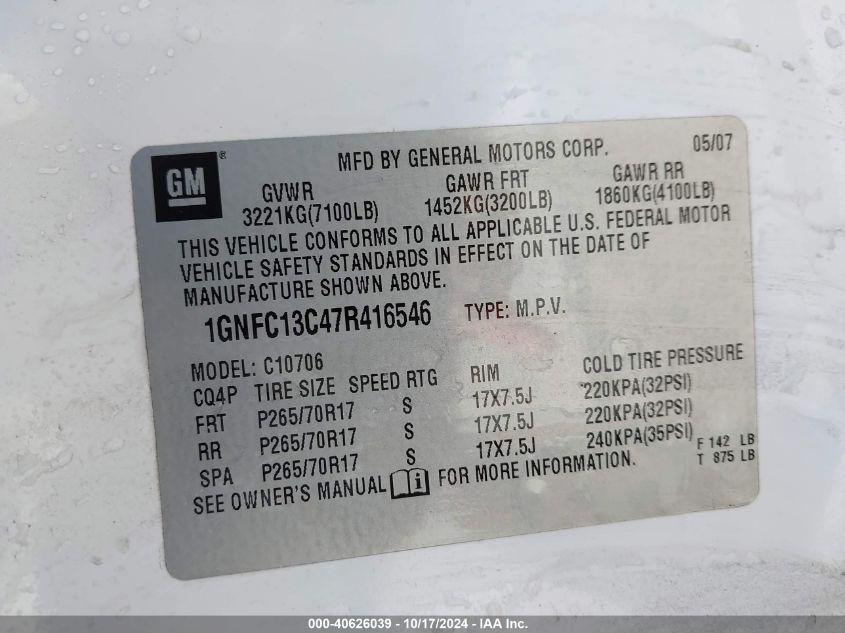 GM ®
MFD BY GENERAL MOTORS CORP. 05/07
GVWR GAWR FRT GAWR RR
3221KG(7100LB) 1452KG(3200LB) 1860KG(4100LB)
THIS VEHICLE CONFORMS TO ALL APPLICABLE U.S. FEDERAL MOTOR
VEHICLE SAFETY STANDARDS IN EFFECT ON THE DATE OF
MANUFACTURE SHOWN ABOVE.
1GNFC13C47R416546 TYPE: M.P.V.
MODEL: C10706
CQ4P TIRE SIZE SPEED RTG RIM COLD TIRE PRESSURE
FRT P265/70R17 S 17X7.5J 220KPA(32PSI)
RR P265/70R17 S 17X7.5J 220KPA(32PSI)
SPA P265/70R17 S 17X7.5J 240KPA(35PSI)
F 142 LB
T 875 LB
SEE OWNER'S MANUAL i FOR MORE INFORMATION.
000-40626039 - 10/17/2024 - IAA Inc.